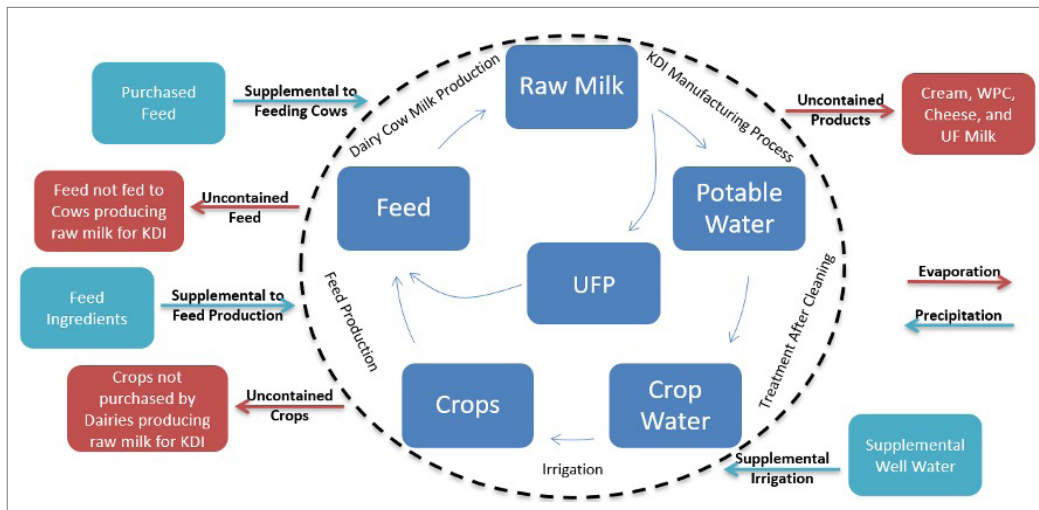 Purchased
Feed
Supplemental to
Feeding Cows
Dairy Cow Milk Production
Raw Milk
KDI Manufacturing Process
Uncontained
Products
Cream, WPC,
Cheese, and
UF Milk
Feed not fed to
Cows producing
raw milk for KDI
Uncontained
Feed
Feed
Potable
Water
Feed
Ingredients
Supplemental to
Feed Production
Feed Production
UFP
Treatment After Cleaning
Evaporation
Precipitation
Crops not
purchased by
Dairies producing
raw milk for KDI
Uncontained
Crops
Crops
Crop
Water
Irrigation
Supplemental
Irrigation
Supplemental
Well Water